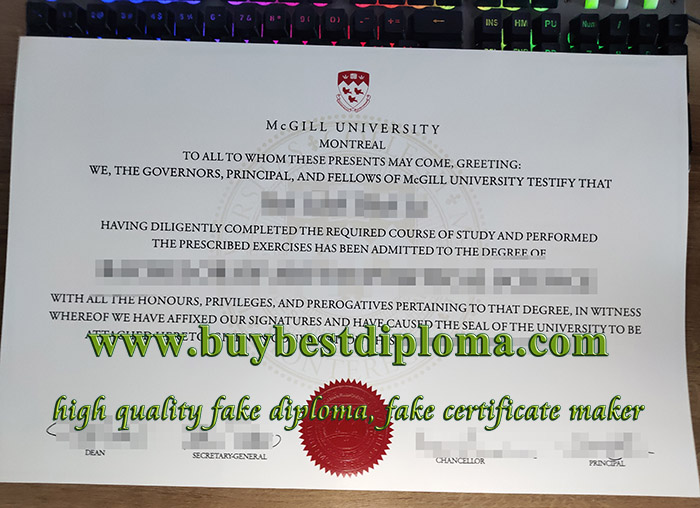 INS HM PU Num /
McGILL UNIVERSITY
MONTREAL
TO ALL TO WHOM THESE PRESENTS MAY COME, GREETING:
WE, THE GOVERNORS, PRINCIPAL, AND FELLOWS OF McGILL UNIVERSITY TESTIFY THAT
HAVING DILIGENTLY COMPLETED THE REQUIRED COURSE OF STUDY AND PERFORMED
THE PRESCRIBED EXERCISES HAS BEEN ADMITTED TO THE DEGREE OF
WITH ALL THE HONOURS, PRIVILEGES, AND PREROGATIVES PERTAINING TO THAT DEGREE, IN WITNESS
WHEREOF WE HAVE AFFIXED OUR SIGNATURES AND HAVE CAUSED THE SEAL OF THE UNIVERSITY TO BE
www.buybestdiploma.com
high quality fake diploma, fake certificate maker
DEAN SECRETARY-GENERAL CHANCELLOR PRINCIPAL